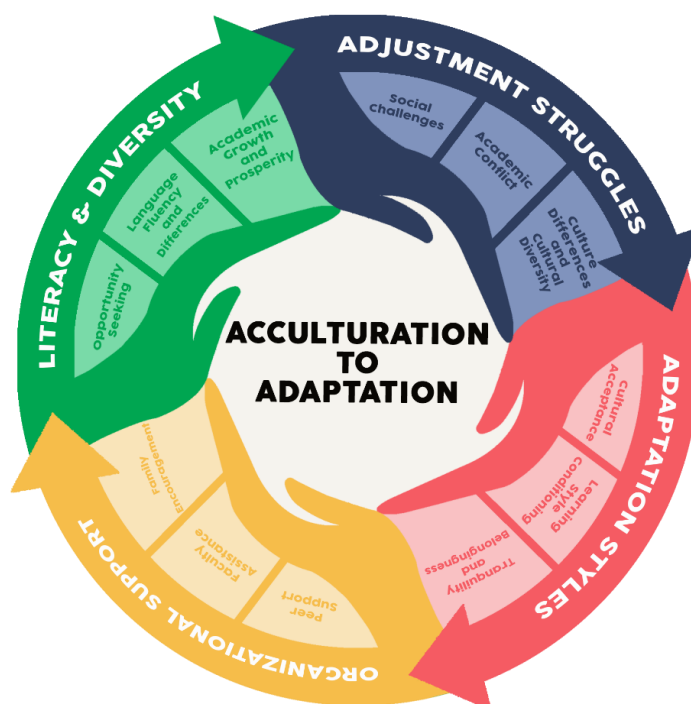 ADJUSTMENT STRUGGLES
Social
challenges
Academic
Conflict
Culture
Differences
and
Cultural
Diversity
ADAPTATION STYLES
Cultural
Acceptance
Learning
Style
Conditioning
Tranquility
and
Belongingness
ORGANIZATIONAL SUPPORT
Peer
Support
Faculty
Assistance
Family
Encouragement
LITERACY & DIVERSITY
Opportunity
Seeking
Language
Fluency
and
Differences
Academic
Growth
and
Prosperity
ACCULTURATION
TO
ADAPTATION